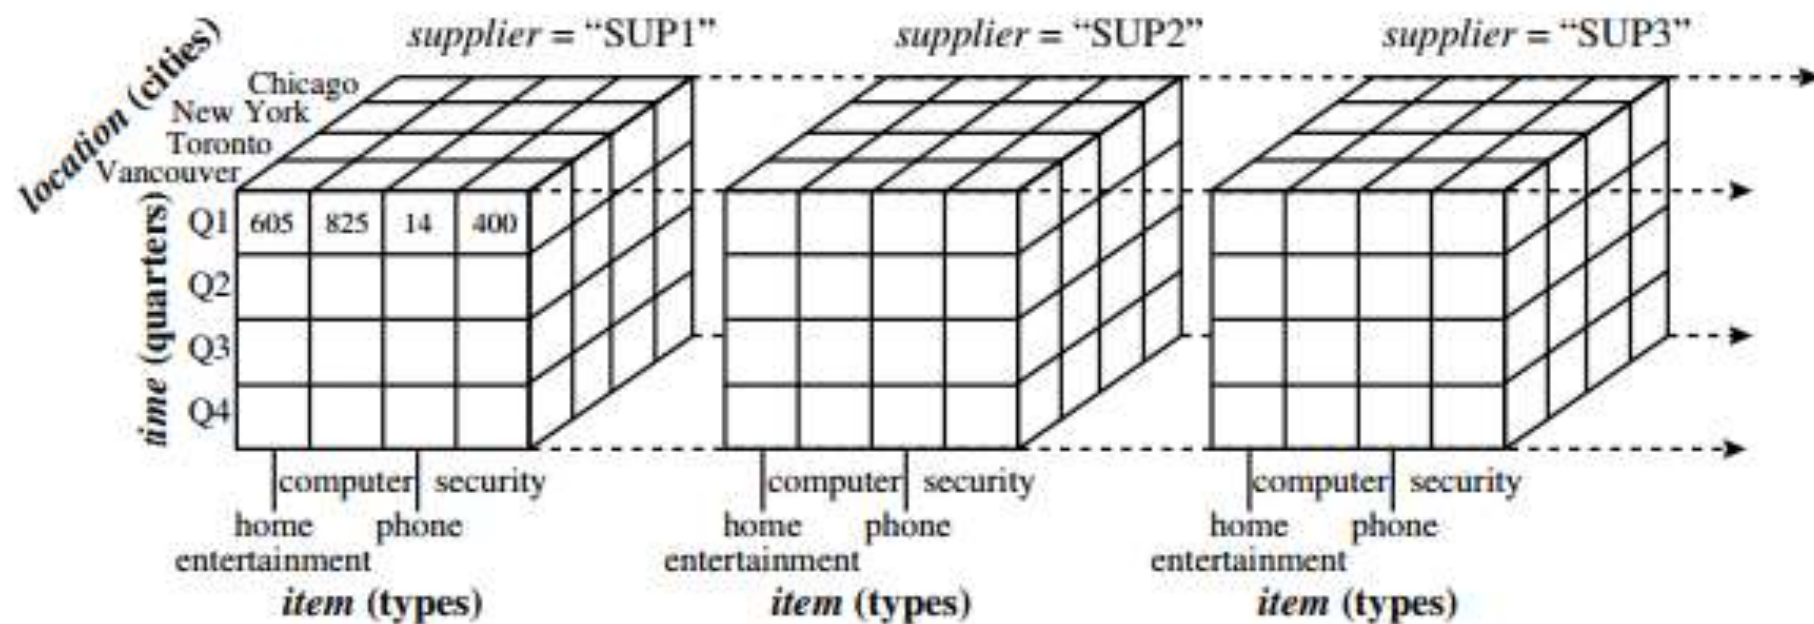 supplier = “SUP1” supplier = “SUP2” supplier = “SUP3”
location (cities)
Chicago
New York
Toronto
Vancouver
time (quarters)
Q1 605 825 14 400
Q2
Q3
Q4
computer security computer security computer security
home phone home phone home phone
entertainment entertainment entertainment
item (types) item (types) item (types)